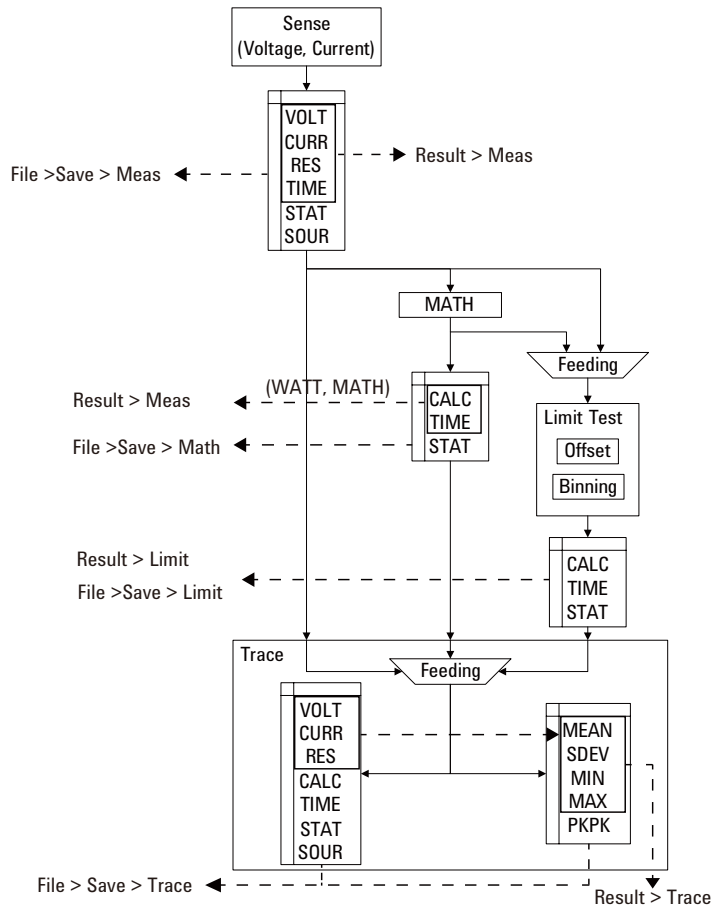 Sense
(Voltage, Current)
VOLT
CURR
RES
TIME
STAT
SOUR
File >Save > Meas
Result > Meas
MATH
Feeding
(WATT, MATH)
Result > Meas
File >Save > Math
CALC
TIME
STAT
Limit Test
Offset
Binning
Result > Limit
File >Save > Limit
CALC
TIME
STAT
Trace
Feeding
VOLT
CURR
RES
CALC
TIME
STAT
SOUR
MEAN
SDEV
MIN
MAX
PKPK
File > Save > Trace
Result > Trace